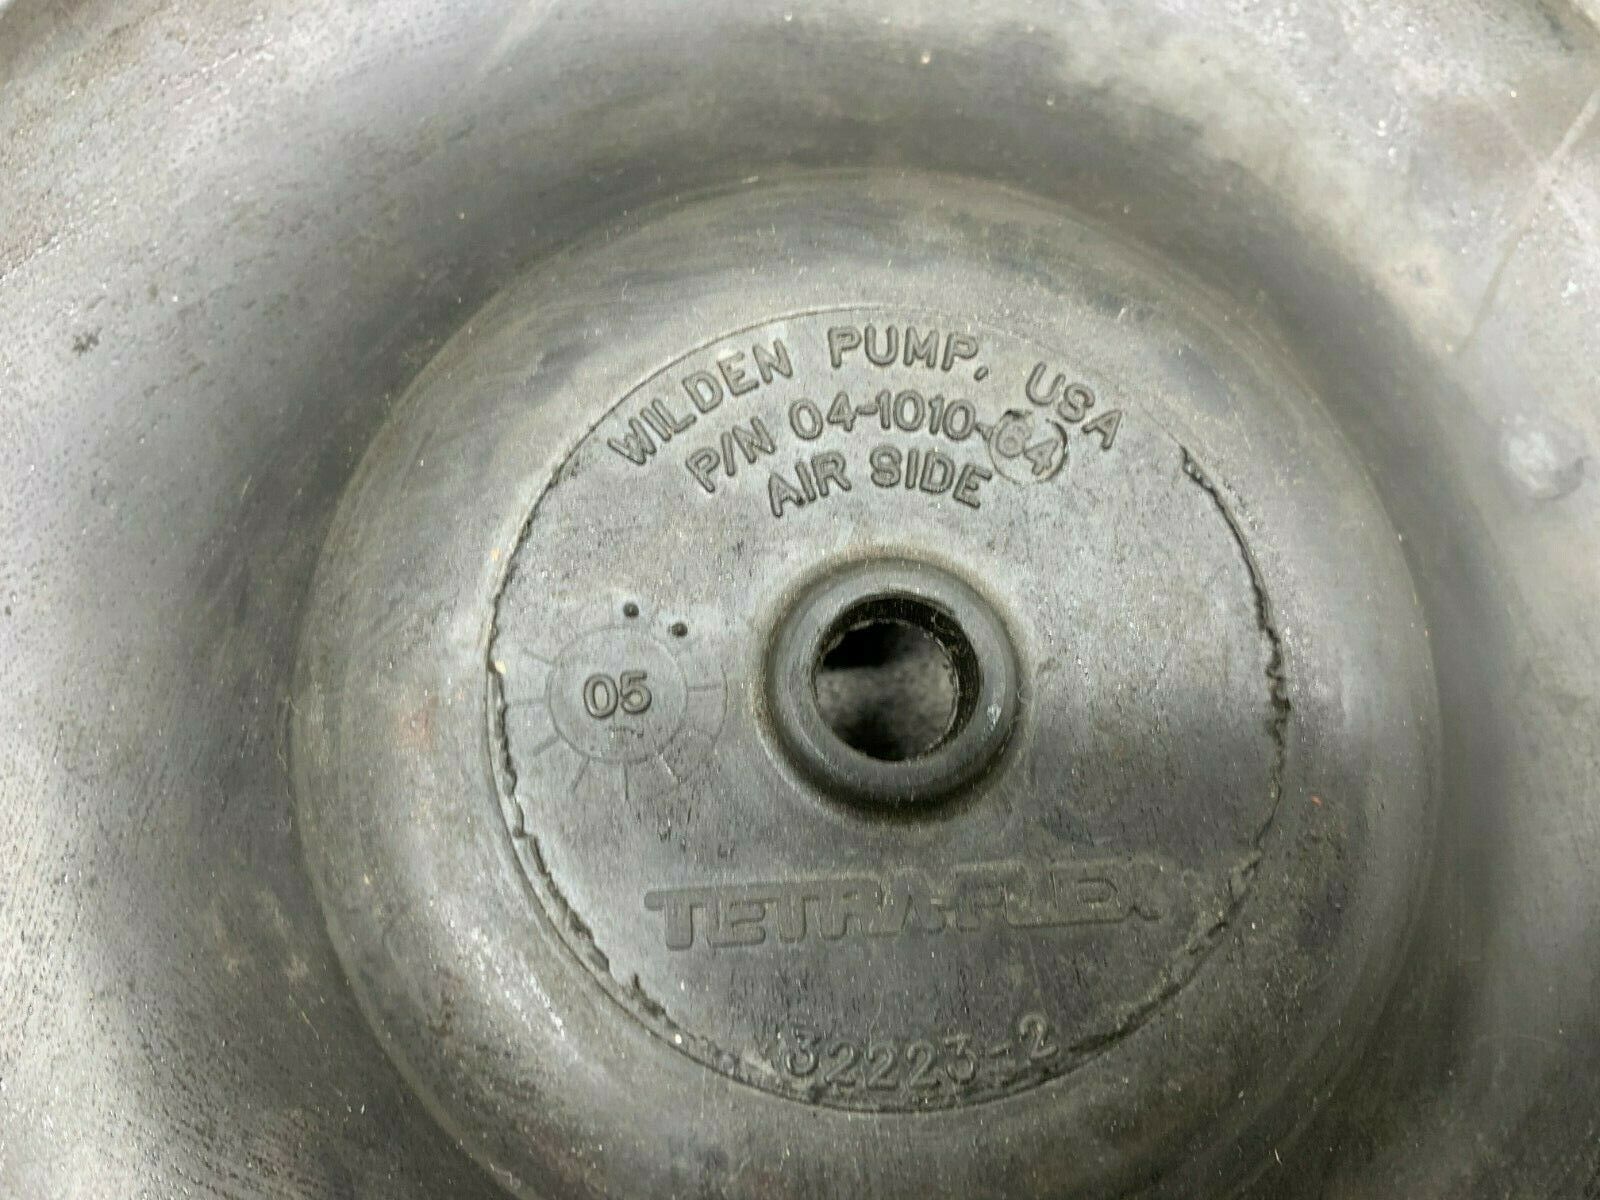 WILDEN PUMP, USA
P/N 04-1010-64
AIR SIDE
05
TETRA-FLEX
32223-2